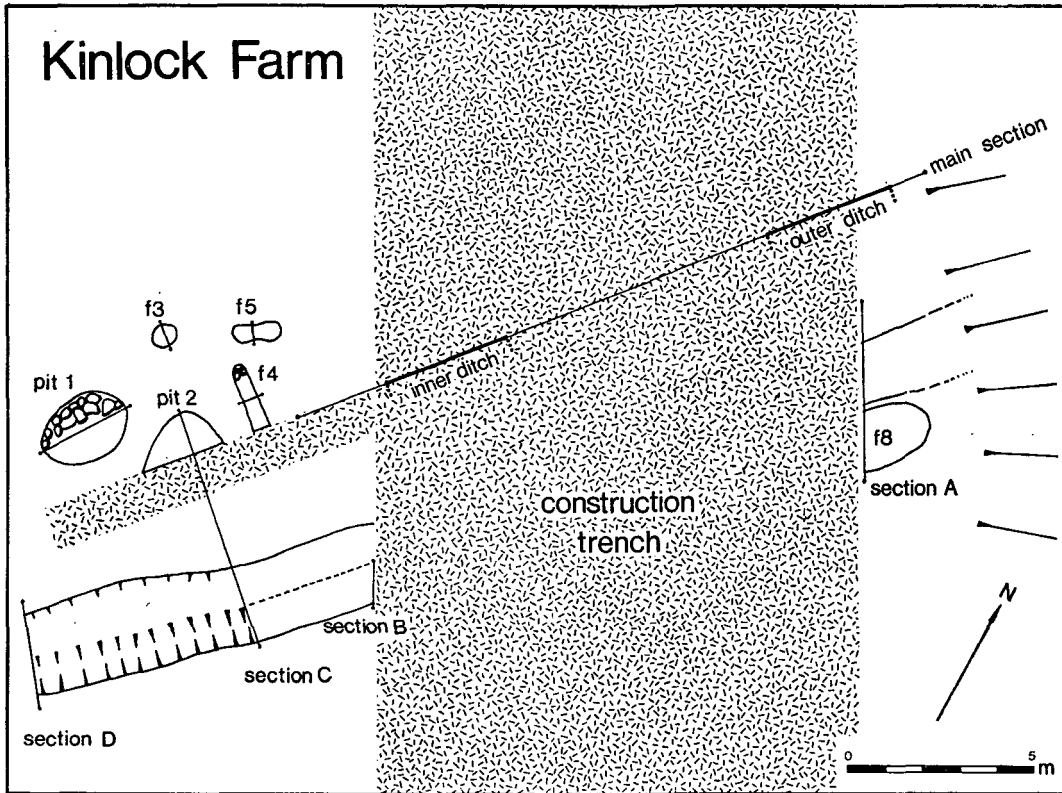 Kinlock Farm
main section
outer ditch
f3
f5
f4
inner ditch
pit 1
pit 2
f8
section A
construction
trench
N
section B
section C
section D
0 5
m